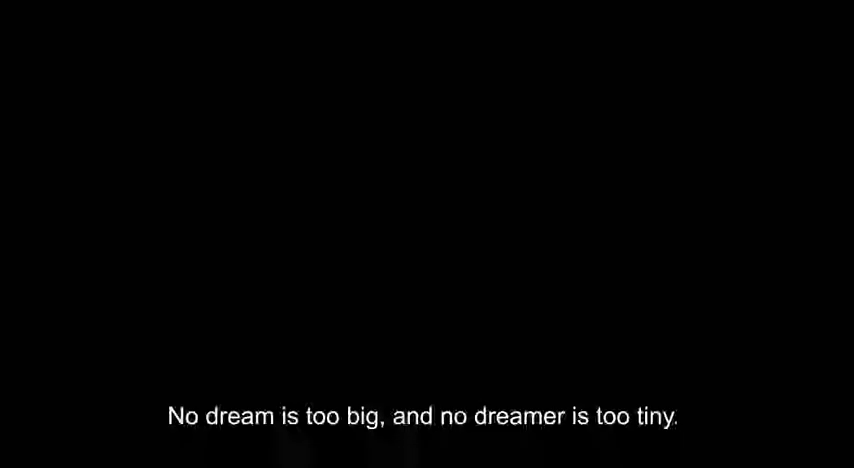 No dream is too big, and no dreamer is too tiny.